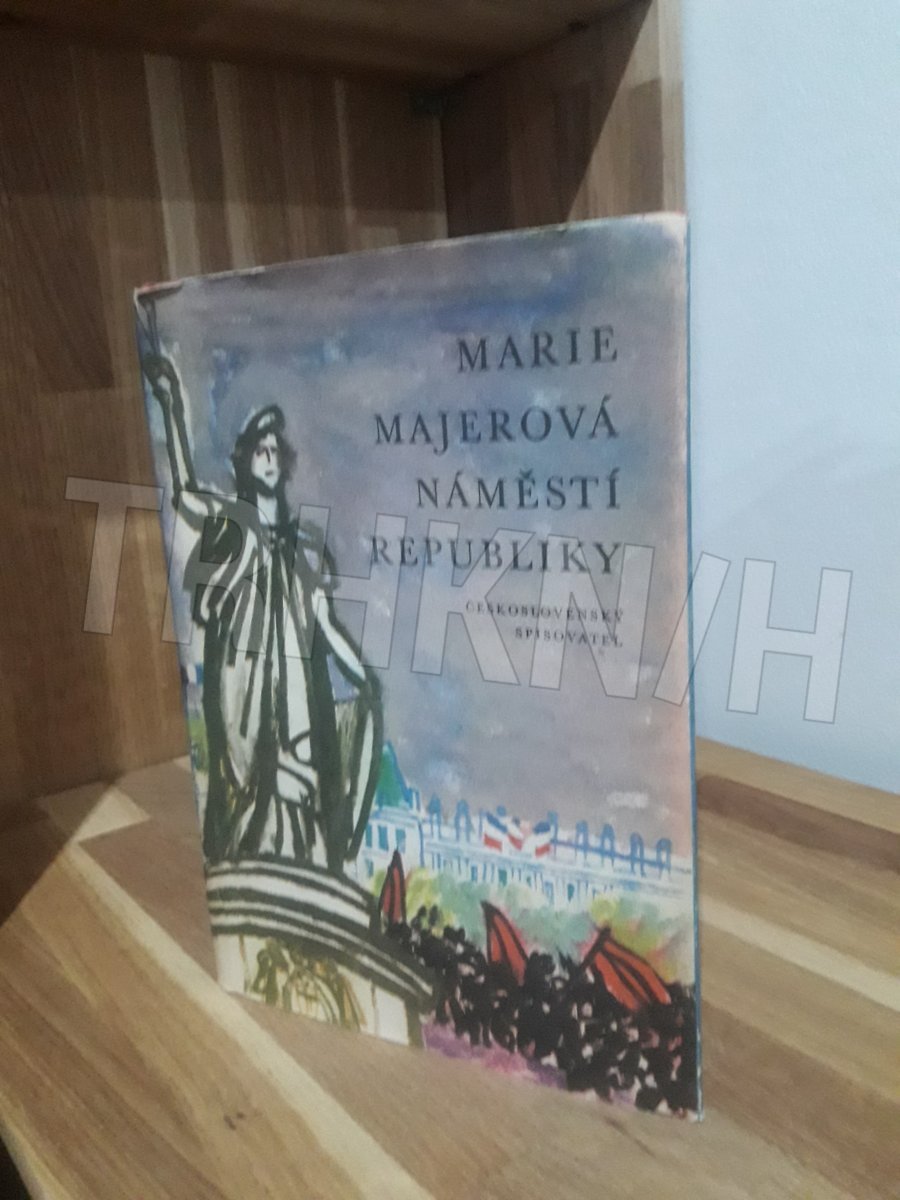 MARIE
MAJEROVÁ
NÁMĚSTÍ
REPUBLIKY
ČESKOSLOVENSKÝ
SPISOVATEL
TRHKNIH